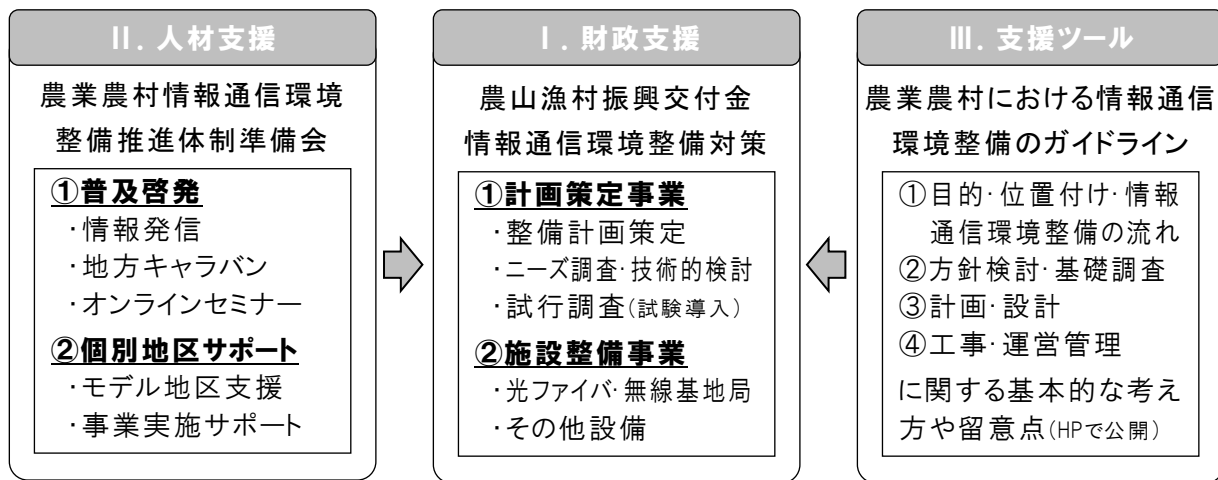 Ⅱ．人材支援
農業農村情報通信環境
整備推進体制準備会
①普及啓発
・情報発信
・地方キャラバン
・オンラインセミナー
②個別地区サポート
・モデル地区支援
・事業実施サポート
Ⅰ．財政支援
農山漁村振興交付金
情報通信環境整備対策
①計画策定事業
・整備計画策定
・ニーズ調査・技術的検討
・試行調査(試験導入)
②施設整備事業
・光ファイバ・無線基地局
・その他設備
Ⅲ．支援ツール
農業農村における情報通信
環境整備のガイドライン
①目的・位置付け・情報
通信環境整備の流れ
②方針検討・基礎調査
③計画・設計
④工事・運営管理
に関する基本的な考え
方や留意点(HPで公開)